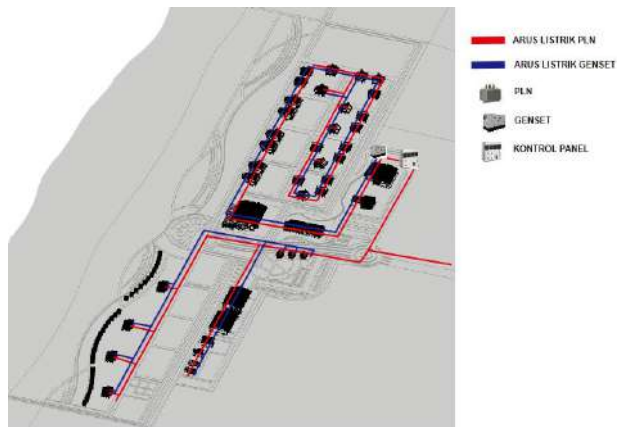 ARUS LISTRIK PLN
ARUS LISTRIK GENSET
PLN
GENSET
KONTROL PANEL